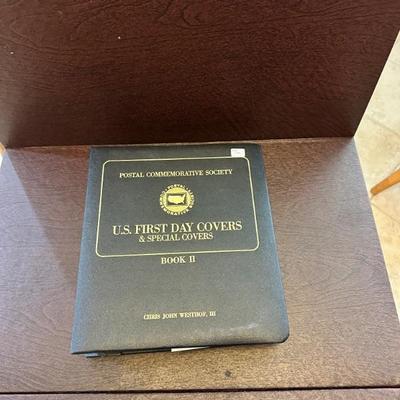 POSTAL COMMEMORATIVE SOCIETY
U.S. FIRST DAY COVERS
& SPECIAL COVERS
BOOK II
CHRIS JOHN WESTHOF, III